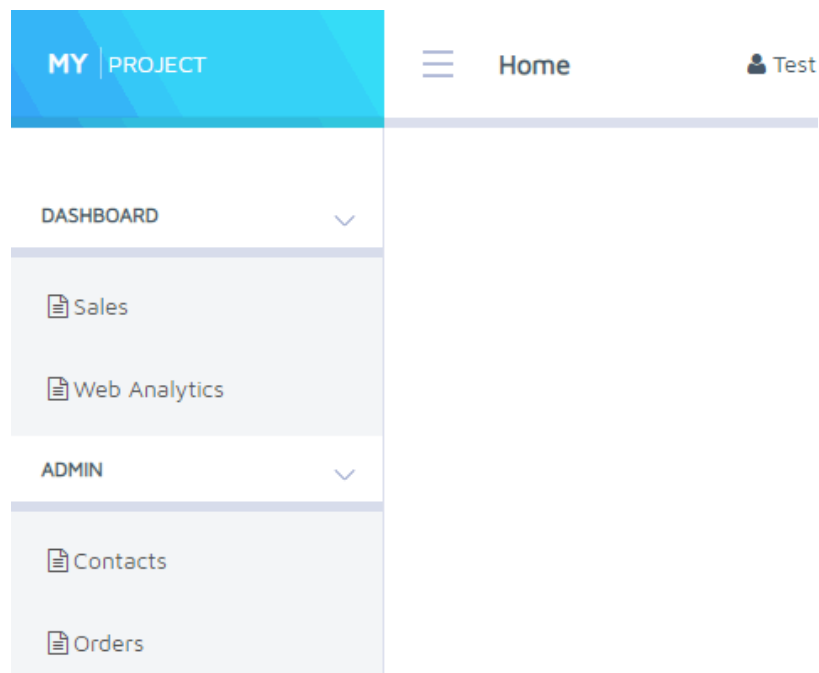 MY PROJECT
Home
Test
DASHBOARD
Sales
Web Analytics
ADMIN
Contacts
Orders